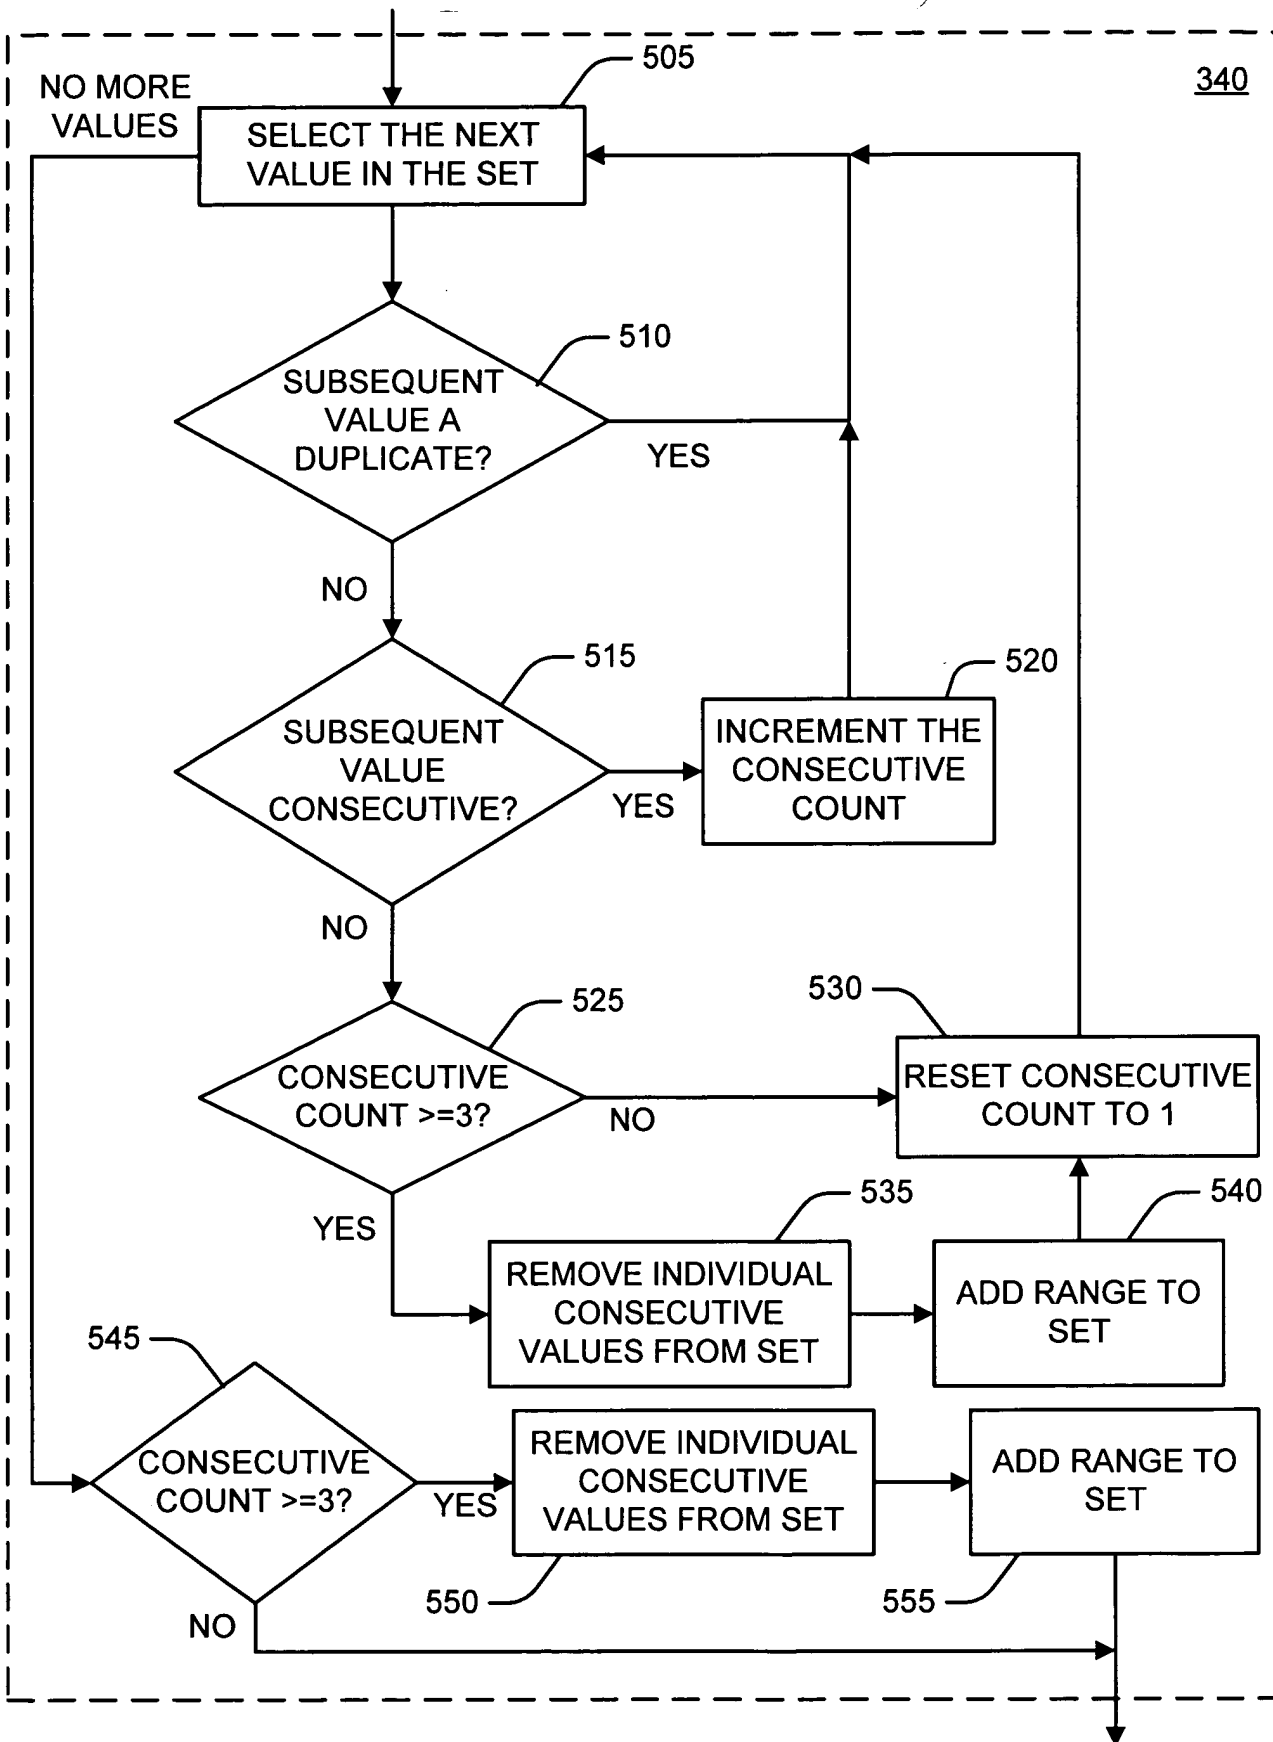 505
340
NO MORE
VALUES
SELECT THE NEXT
VALUE IN THE SET
510
SUBSEQUENT
VALUE A
DUPLICATE?
YES
NO
515
520
SUBSEQUENT
VALUE
CONSECUTIVE?
YES
INCREMENT THE
CONSECUTIVE
COUNT
NO
525
530
CONSECUTIVE
COUNT >=3?
NO
RESET CONSECUTIVE
COUNT TO 1
YES
535
540
REMOVE INDIVIDUAL
CONSECUTIVE
VALUES FROM SET
ADD RANGE TO
SET
545
CONSECUTIVE
COUNT >=3?
YES
REMOVE INDIVIDUAL
CONSECUTIVE
VALUES FROM SET
ADD RANGE TO
SET
550
555
NO